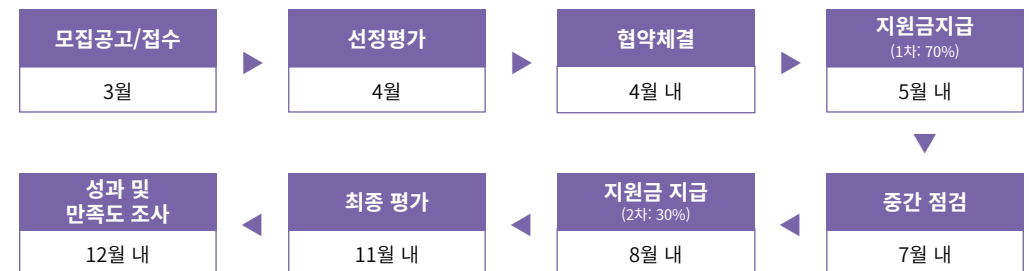 모집공고/접수
3월
선정평가
4월
협약체결
4월 내
지원금지급
(1차: 70%)
5월 내
중간 점검
7월 내
지원금 지급
(2차: 30%)
8월 내
최종 평가
11월 내
성과 및
만족도 조사
12월 내